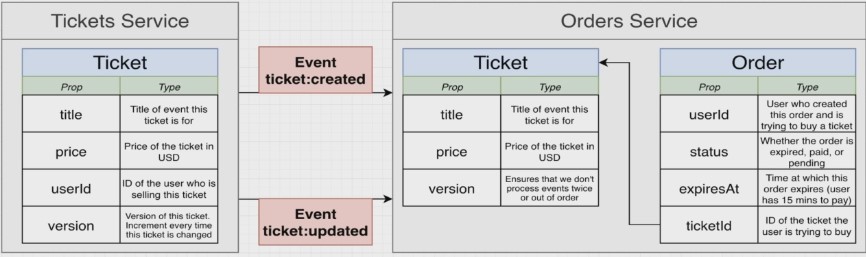 Tickets Service
Ticket
Prop Type
title Title of event this
ticket is for
price Price of the ticket in
USD
userId ID of the user who is
selling this ticket
version Version of this ticket.
Increment every time
this ticket is changed
Event
ticket:created
Event
ticket:updated
Orders Service
Ticket
Prop Type
title Title of event this
ticket is for
price Price of the ticket in
USD
version Ensures that we don't
process events twice
or out of order
Order
Prop Type
userId User who created
this order and is
trying to buy a ticket
status Whether the order is
expired, paid, or
pending
expiresAt Time at which this
order expires (user
has 15 mins to pay)
ticketId ID of the ticket the
user is trying to buy